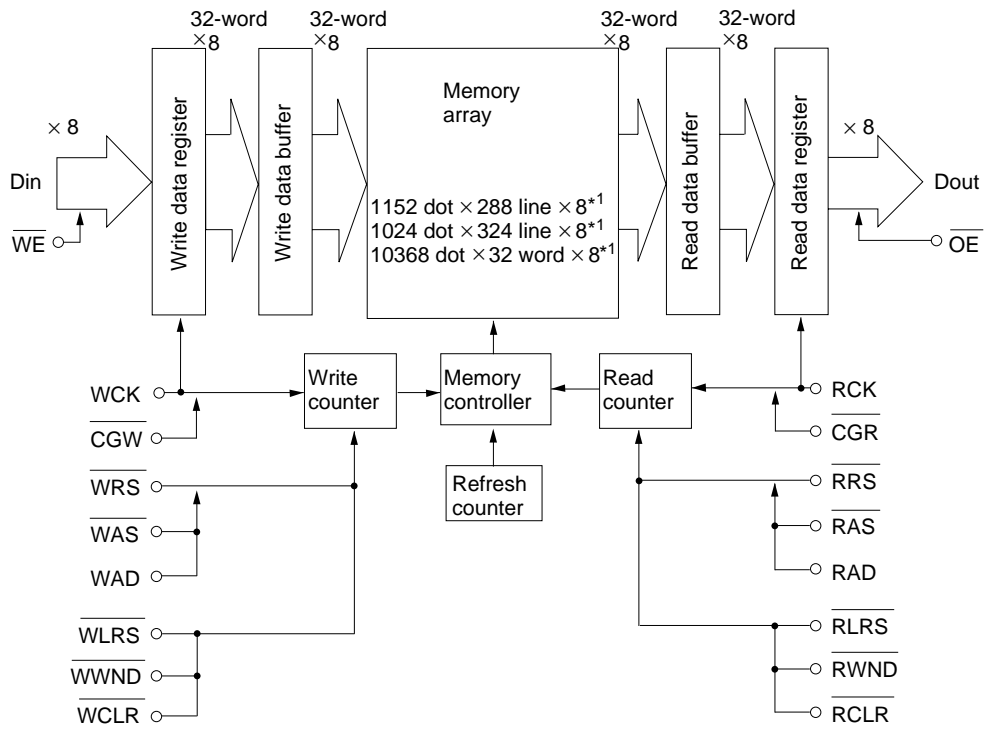 32-word
×8
32-word
×8
32-word
×8
32-word
×8
Din
× 8
WE
Write data register
Write data buffer
Memory
array
1152 dot × 288 line × 8*1
1024 dot × 324 line × 8*1
10368 dot × 32 word × 8*1
Read data buffer
Read data register
× 8
Dout
OE
WCK
CGW
Write
counter
Memory
controller
Read
counter
RCK
CGR
WRS
WAS
WAD
Refresh
counter
RRS
RAS
RAD
WLRS
WWND
WCLR
RLRS
RWND
RCLR